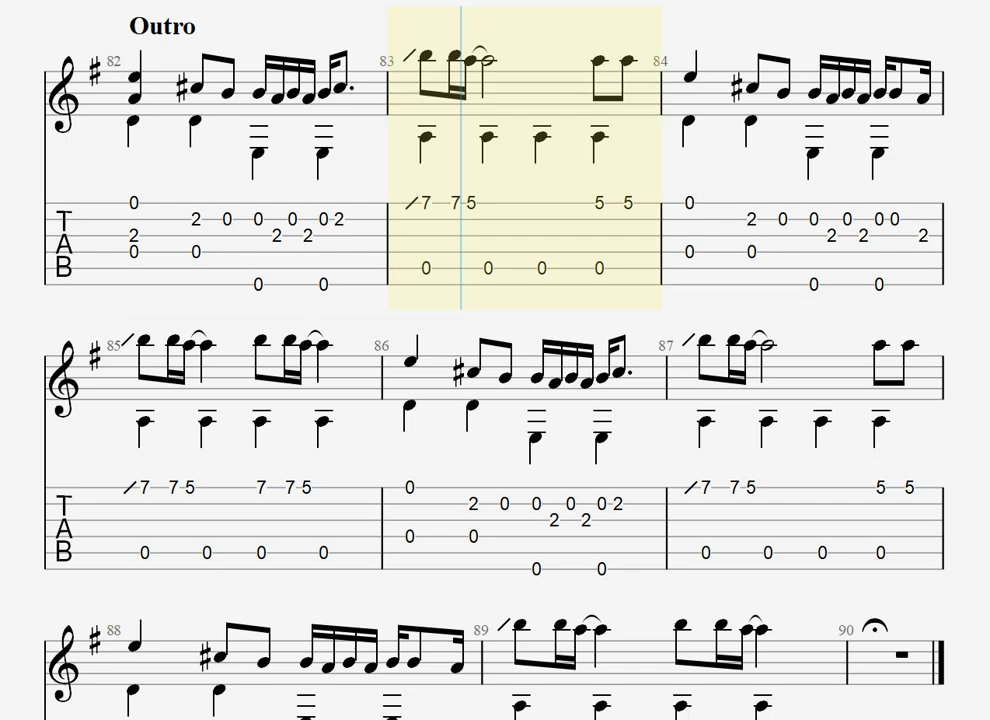 Outro
82 83 84
0 7 7 5 5 5 0
T 2 0 0 0 0 2 2 0 0 0 0 0
A 2 2 2 2 2 2
0 0 0 0
B 0 0 0 0
0 0 0 0
85 86 87
7 7 5 7 7 5 0 7 7 5 5 5
T 2 0 0 0 0 2
A 2 2
0 0
B 0 0 0 0 0 0 0 0
0 0
88 89 90